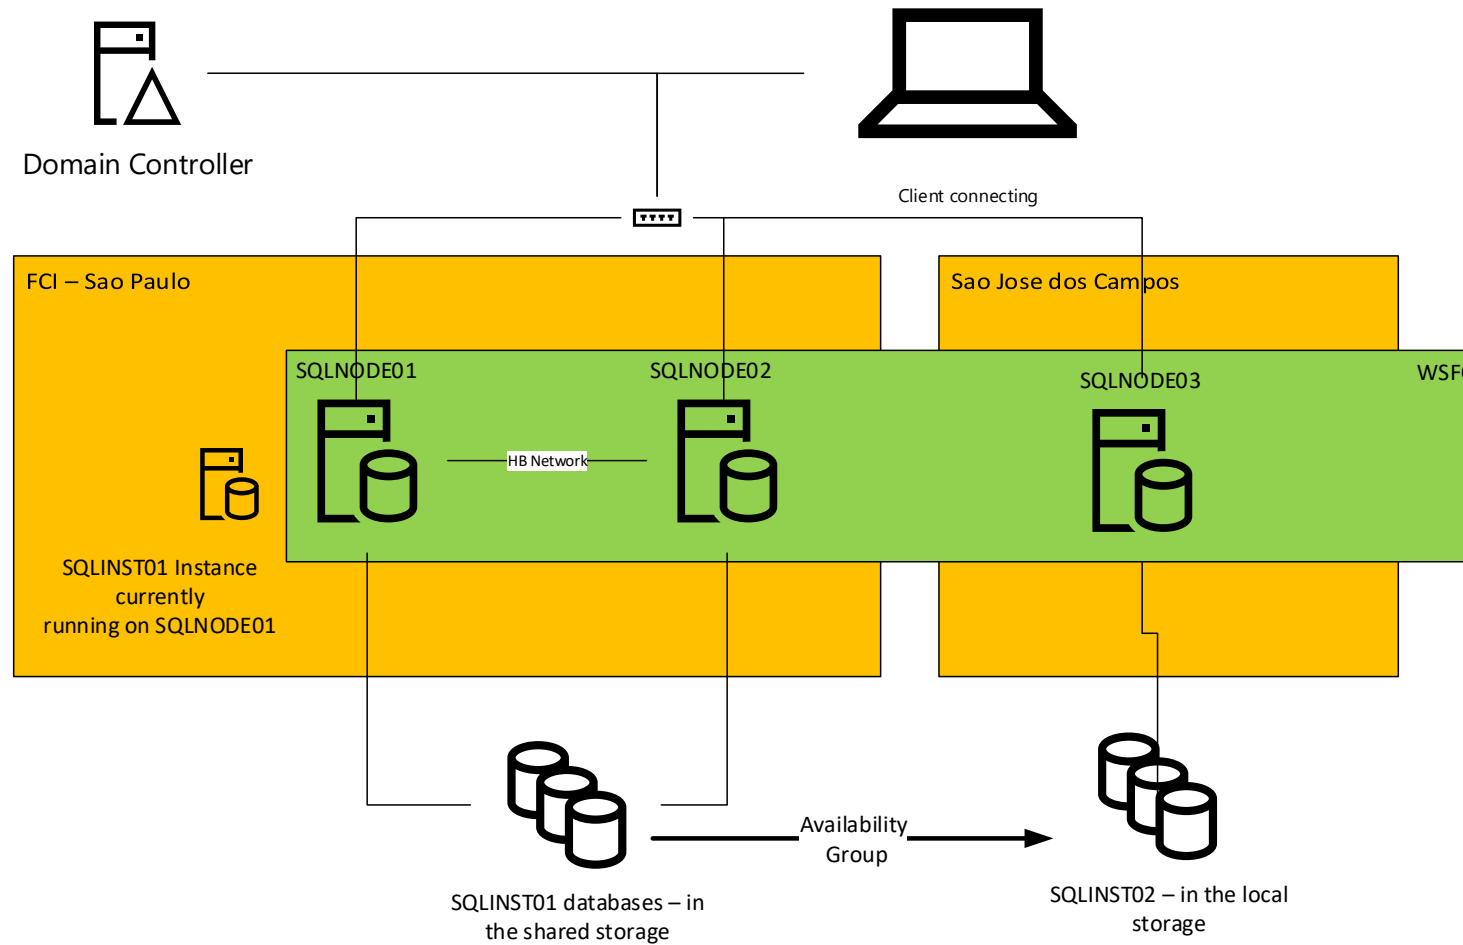 Domain Controller
Client connecting
FCI – Sao Paulo
Sao Jose dos Campos
SQLNODE01
SQLNODE02
SQLNODE03
HB Network
SQLINST01 Instance
currently
running on SQLNODE01
Availability
Group
SQLINST01 databases – in
the shared storage
SQLINST02 – in the local
storage